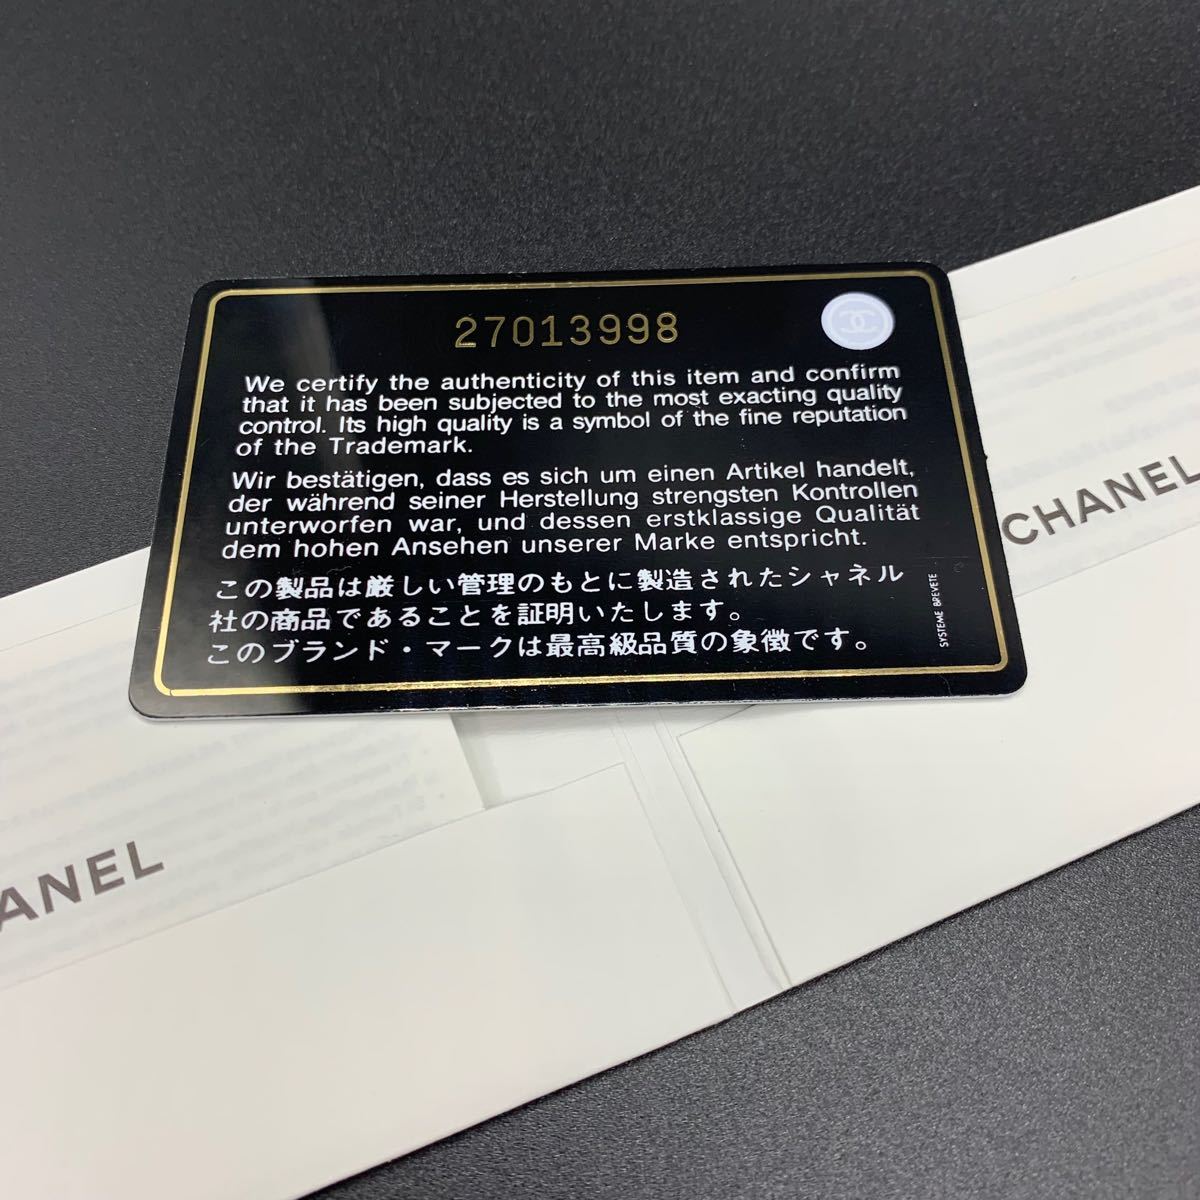 27013998
We certify the authenticity of this item and confirm
that it has been subjected to the most exacting quality
control. Its high quality is a symbol of the fine reputation
of the Trademark.
Wir bestätigen, dass es sich um einen Artikel handelt,
der während seiner Herstellung strengsten Kontrollen
unterworfen war, und dessen erstklassige Qualität
dem hohen Ansehen unserer Marke entspricht.
この製品は厳しい管理のもとに製造されたシャネル
社の商品であることを証明いたします。
このブランド・マークは最高級品質の象徴です。
SYSTEME BREVETE
CHANEL
ANEL